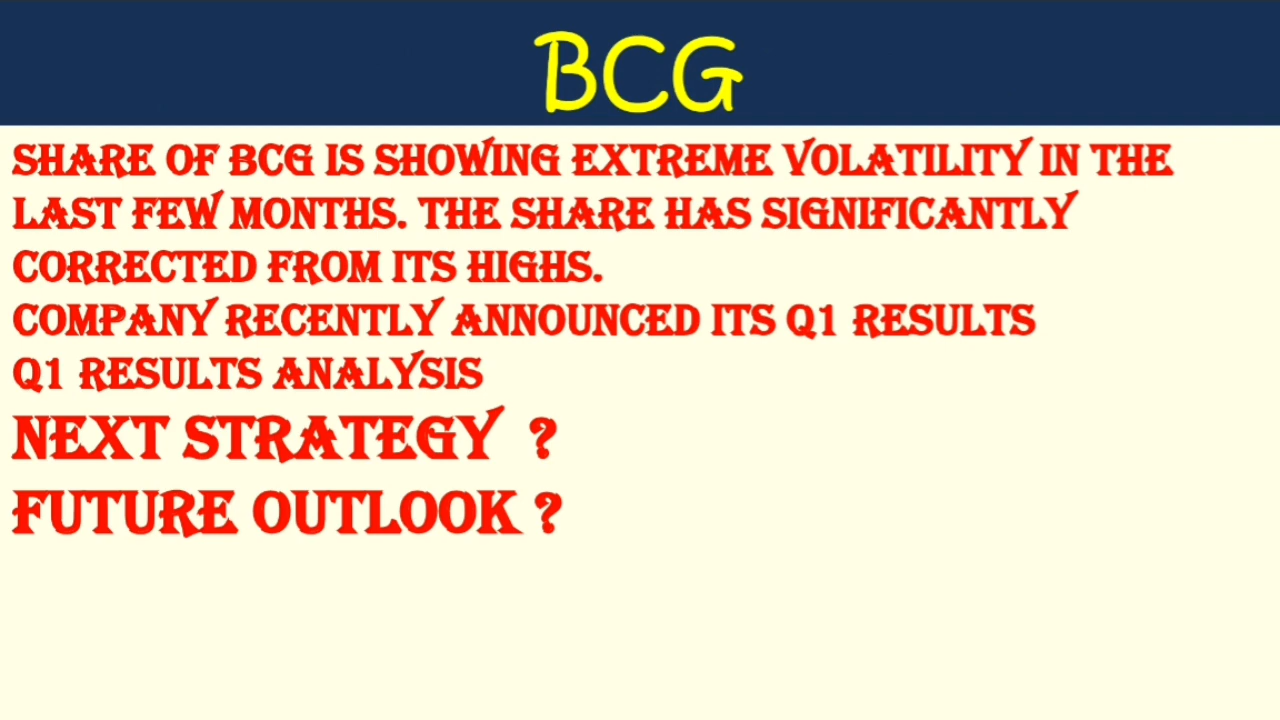 BCG
SHARE OF BCG IS SHOWING EXTREME VOLATILITY IN THE
LAST FEW MONTHS. THE SHARE HAS SIGNIFICANTLY
CORRECTED FROM ITS HIGHS.
COMPANY RECENTLY ANNOUNCED ITS Q1 RESULTS
Q1 RESULTS ANALYSIS
NEXT STRATEGY ?
FUTURE OUTLOOK ?